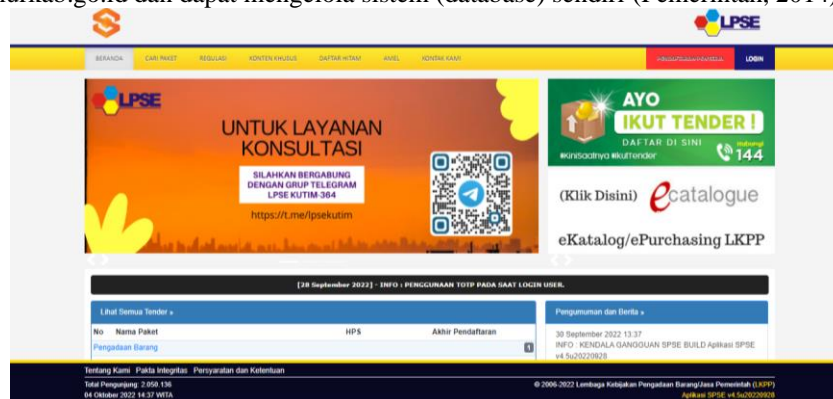 dan dapat mengelola sistem (database) sendiri (Pemerintah, 2014)
LPSE
BERANDA CARI PAKET REGULASI KONTEN KHUSUS DAFTAR HITAM AMEL KONTAK KAMI LOGIN
LPSE
UNTUK LAYANAN
KONSULTASI
SILAHKAN BERGABUNG
DENGAN GRUP TELEGRAM
LPSE KUTIM-364
https://t.me/lpsekutim
AYO
IKUT TENDER !
DAFTAR DI SINI
#kinisaatnya #ikutTender
hubungi
144
(Klik Disini) ecatalogue
eKatalog/ePurchasing LKPP
[28 September 2022] - INFO : PENGGUNAAN TOTP PADA SAAT LOGIN USER.
Lihat Semua Tender »
No Nama Paket HPS Akhir Pendaftaran
Pengadaan Barang 1
Pengumuman dan Berita »
30 September 2022 13:37
INFO : KENDALA GANGGUAN SPSE BUILD Aplikasi SPSE
v4.5u20220928
Tentang Kami Pakta Integritas Persyaratan dan Ketentuan
Total Pengunjung: 2.050.136
04 Oktober 2022 14:37 WITA
© 2006-2022 Lembaga Kebijakan Pengadaan Barang/Jasa Pemerintah (LKPP)
Aplikasi SPSE v4.5u20220928